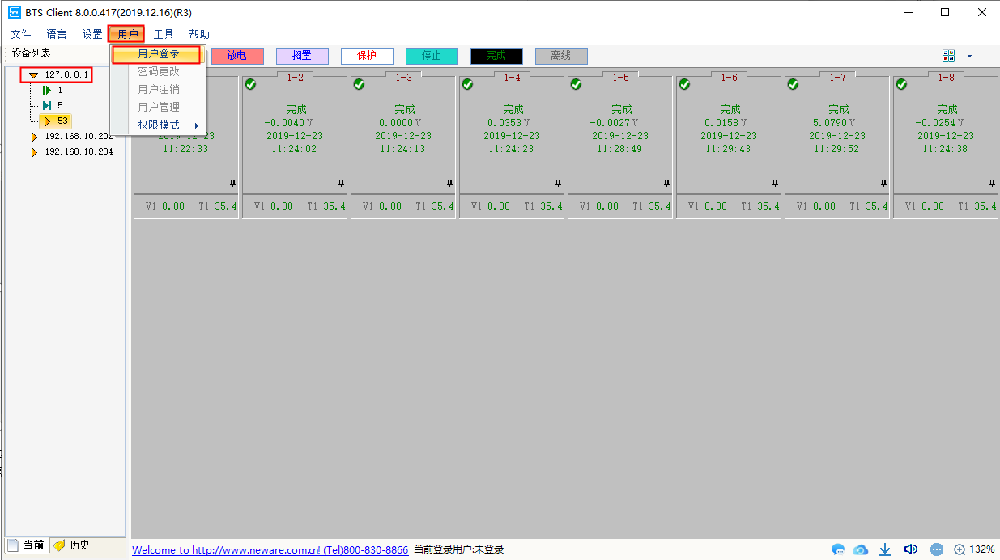 BTS Client 8.0.0.417(2019.12.16)(R3)
文件 语言 设置 用户 工具 帮助
设备列表
用户登录
密码更改
用户注销
用户管理
权限模式
放电 搁置 保护 停止 完成 离线
127.0.0.1
1
5
53
192.168.10.202
192.168.10.204
2019-12-23
11:22:33
V1-0.00 T1-35.4
1-2
完成
-0.0040 V
2019-12-23
11:24:02
V1-0.00 T1-35.4
1-3
完成
0.0000 V
2019-12-23
11:24:13
V1-0.00 T1-35.4
1-4
完成
0.0353 V
2019-12-23
11:24:23
V1-0.00 T1-35.4
1-5
完成
-0.0027 V
2019-12-23
11:28:49
V1-0.00 T1-35.4
1-6
完成
0.0158 V
2019-12-23
11:29:43
V1-0.00 T1-35.4
1-7
完成
5.0790 V
2019-12-23
11:29:52
V1-0.00 T1-35.4
1-8
完成
-0.0254 V
2019-12-23
11:24:38
V1-0.00 T1-35.4
当前 历史
Welcome to http://www.neware.com.cn! (Tel)800-830-8866 当前登录用户:未登录
132%